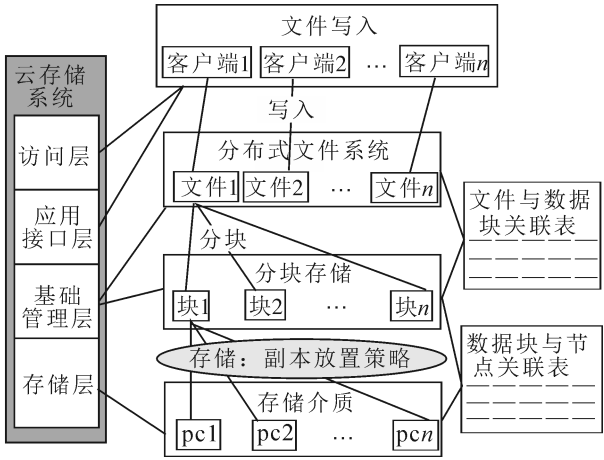 文件写入
客户端1 客户端2 … 客户端n
写入
云存储
系统
访问层
应用
接口层
基础
管理层
存储层
分布式文件系统
文件1 文件2 … 文件n
分块
分块存储
块1 块2 … 块n
存储：副本放置策略
存储介质
pc1 pc2 … pcn
文件与数据
块关联表
数据块与节
点关联表